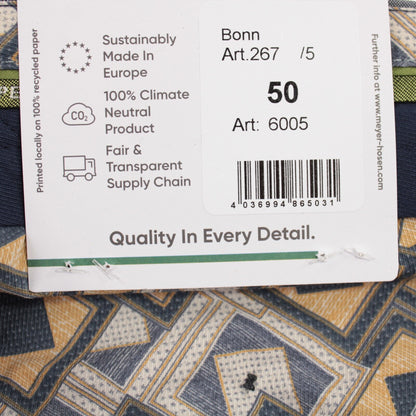 Printed locally on 100% recycled paper
Sustainably
Made In
Europe
CO₂
100% Climate
Neutral
Product
Fair &
Transparent
Supply Chain
Bonn
Art.267 /5
50
Art: 6005
4 036994 865031
Further info at www.meyer-hosen.com
Quality In Every Detail.